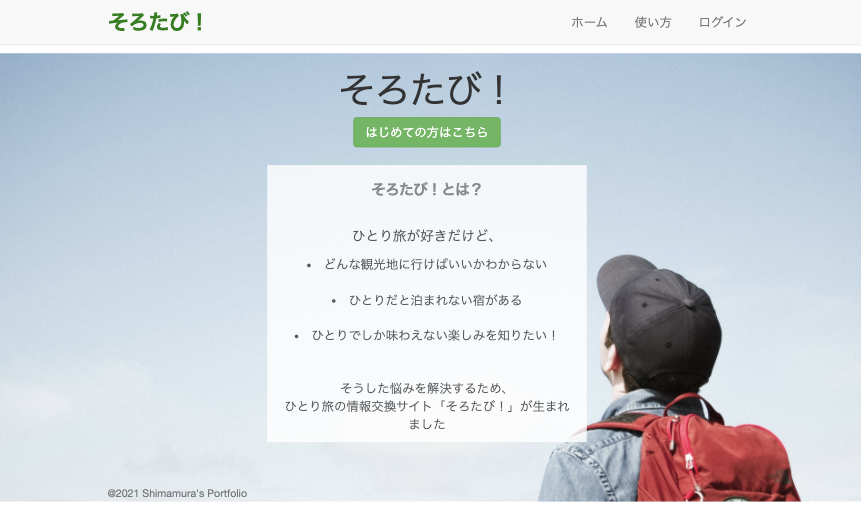 そろたび！
ホーム 使い方 ログイン
そろたび！
はじめての方はこちら
そろたび！とは？
ひとり旅が好きだけど、
• どんな観光地に行けばいいかわからない
• ひとりだと泊まれない宿がある
• ひとりでしか味わえない楽しみを知りたい！
そうした悩みを解決するため、
ひとり旅の情報交換サイト「そろたび！」が生まれ
ました
@2021 Shimamura's Portfolio